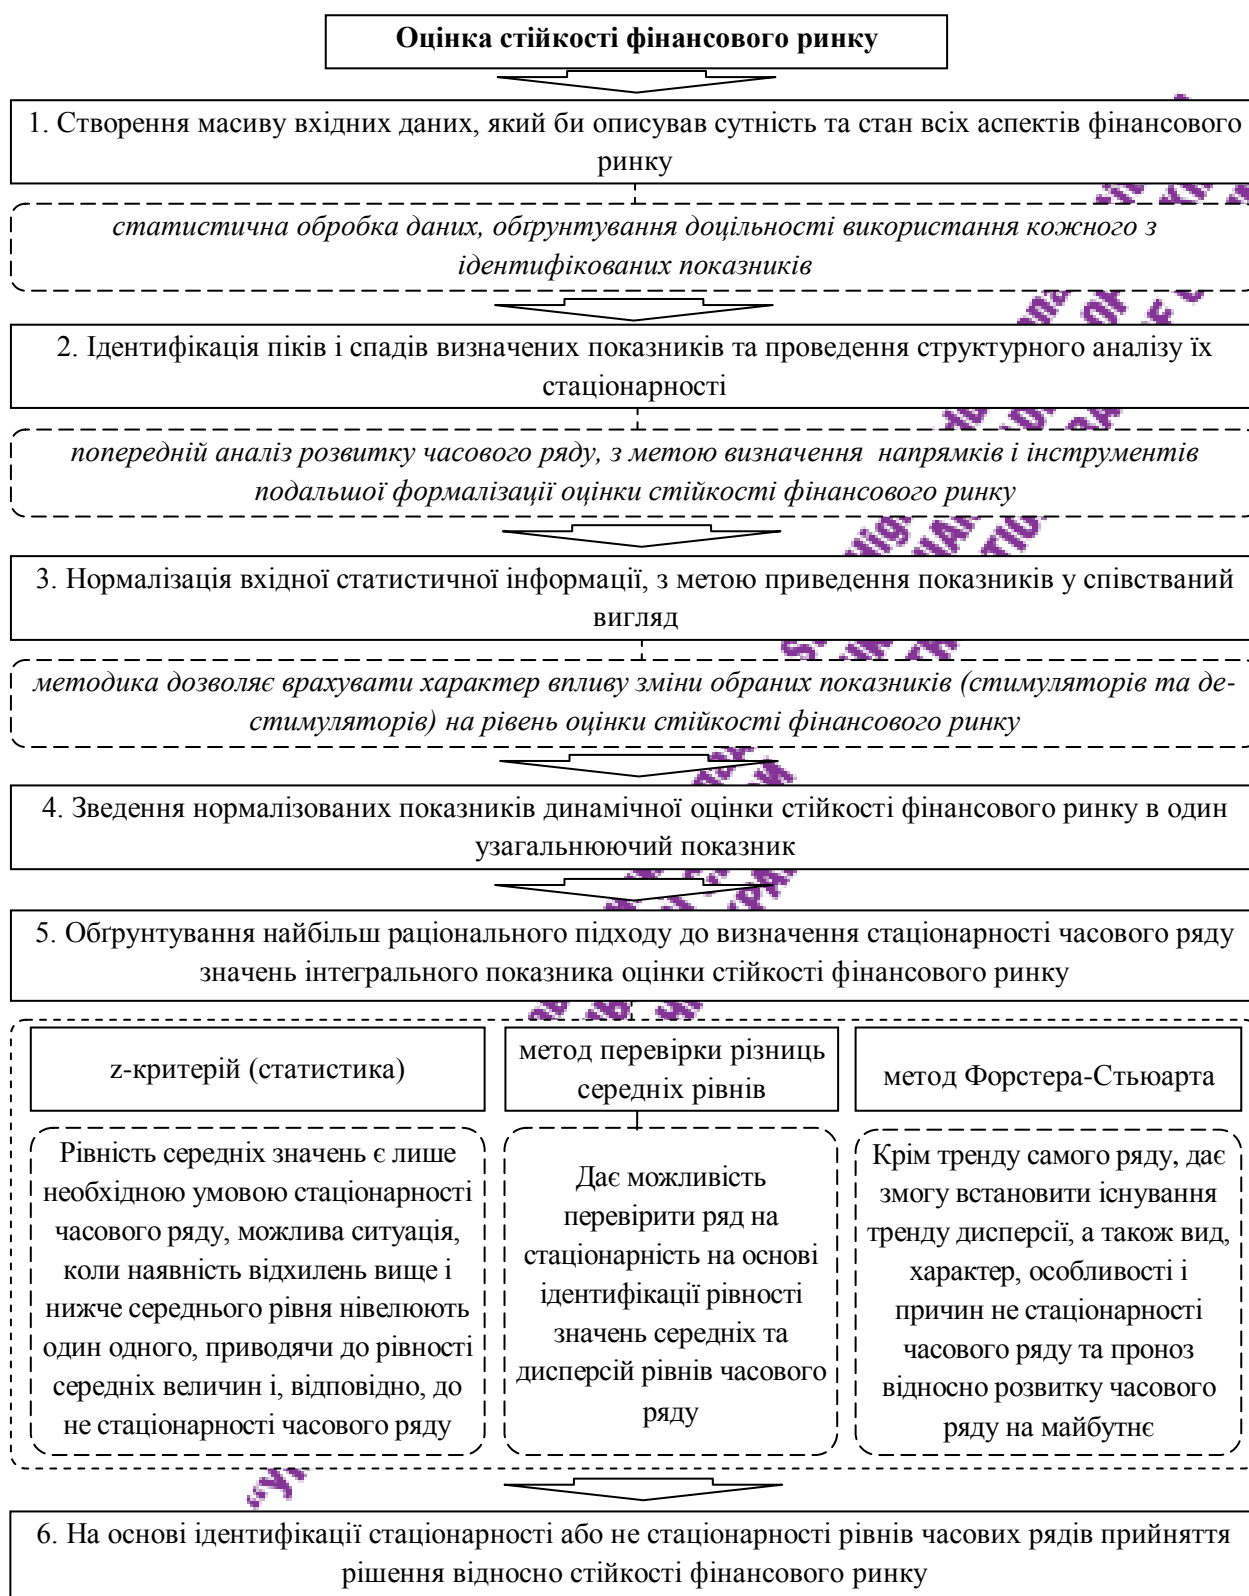 Оцінка стійкості фінансового ринку
1. Створення масиву вхідних даних, який би описував сутність та стан всіх аспектів фінансового
ринку
статистична обробка даних, обґрунтування доцільності використання кожного з
ідентифікованих показників
2. Ідентифікація піків і спадів визначених показників та проведення структурного аналізу їх
стаціонарності
попередній аналіз розвитку часового ряду, з метою визначення напрямків і інструментів
подальшої формалізації оцінки стійкості фінансового ринку
3. Нормалізація вхідної статистичної інформації, з метою приведення показників у співстваний
вигляд
методика дозволяє врахувати характер впливу зміни обраних показників (стимуляторів та де-
стимуляторів) на рівень оцінки стійкості фінансового ринку
4. Зведення нормалізованих показників динамічної оцінки стійкості фінансового ринку в один
узагальнюючий показник
5. Обґрунтування найбільш раціонального підходу до визначення стаціонарності часового ряду
значень інтегрального показника оцінки стійкості фінансового ринку
z-критерій (статистика)
Рівність середніх значень є лише
необхідною умовою стаціонарності
часового ряду, можлива ситуація,
коли наявність відхилень вище і
нижче середнього рівня нівелюють
один одного, приводячи до рівності
середніх величин і, відповідно, до
не стаціонарності часового ряду
метод перевірки різниць
середніх рівнів
Дає можливість
перевірити ряд на
стаціонарність на основі
ідентифікації рівності
значень середніх та
дисперсій рівнів часового
ряду
метод Форстера-Стьюарта
Крім тренду самого ряду, дає
змогу встановити існування
тренду дисперсії, а також вид,
характер, особливості і
причин не стаціонарності
часового ряду та проноз
відносно розвитку часового
ряду на майбутнє
6. На основі ідентифікації стаціонарності або не стаціонарності рівнів часових рядів прийняття
рішення відносно стійкості фінансового ринку